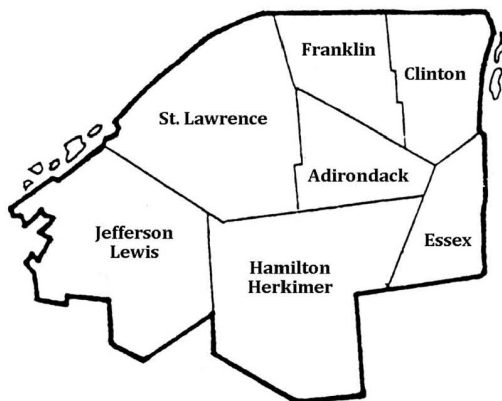 Franklin
Clinton
St. Lawrence
Adirondack
Jefferson
Lewis
Essex
Hamilton
Herkimer